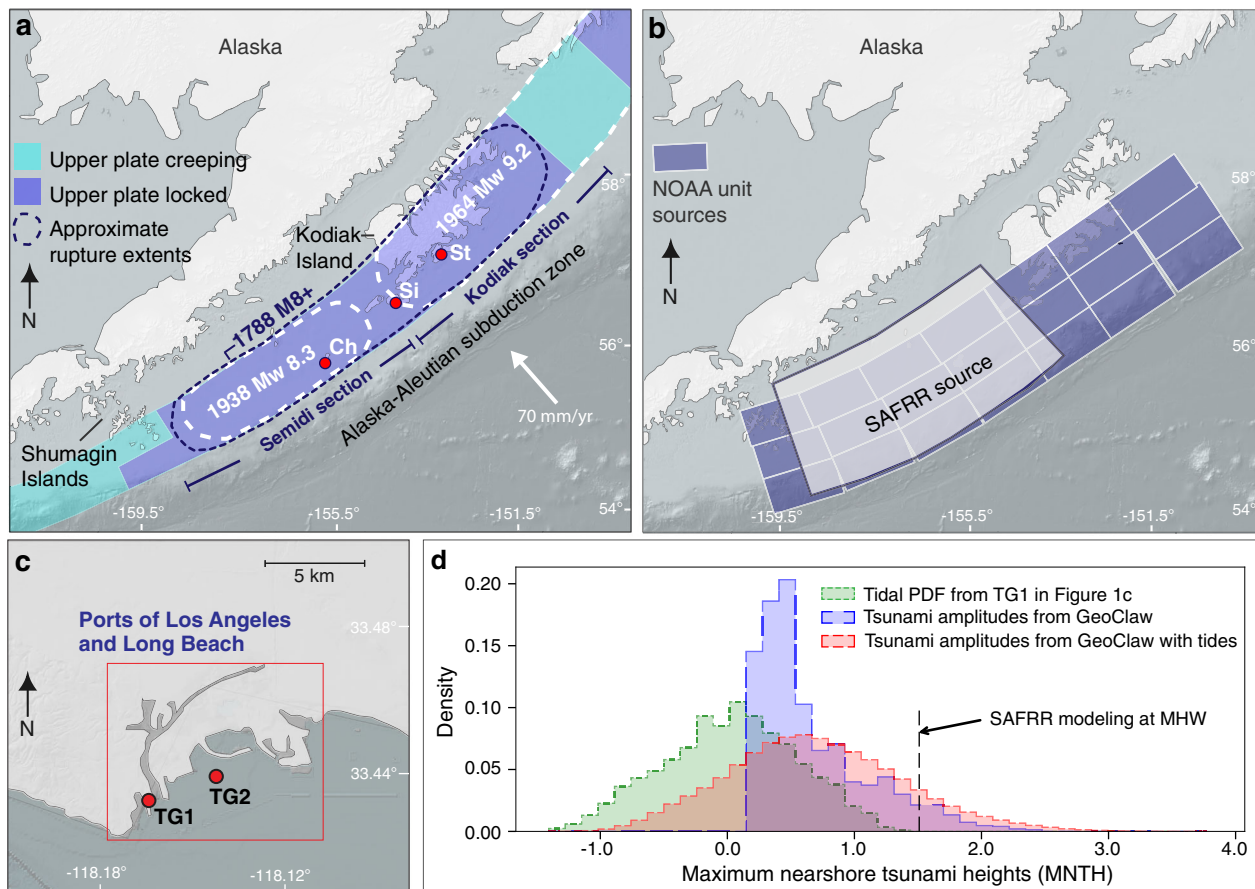 a
Alaska
Upper plate creeping
Upper plate locked
Approximate
rupture extents
N
Kodiak
Island
1964 Mw 9.2
St
Si
1788 M8+
Ch
1938 Mw 8.3
Kodiak section
Semidi section
Alaska-Aleutian subduction zone
70 mm/yr
Shumagin
Islands
58°
56°
54°
-159.5°
-155.5°
-151.5°
b
Alaska
NOAA unit
sources
N
SAFRR source
58°
56°
54°
-159.5°
-155.5°
-151.5°
c
5 km
Ports of Los Angeles
and Long Beach
33.48°
N
33.44°
TG2
TG1
-118.18°
-118.12°
d
0.20
0.15
0.10
0.05
0.00
Density
Tidal PDF from TG1 in Figure 1c
Tsunami amplitudes from GeoClaw
Tsunami amplitudes from GeoClaw with tides
SAFRR modeling at MHW
-1.0
0.0
1.0
2.0
3.0
4.0
Maximum nearshore tsunami heights (MNTH)